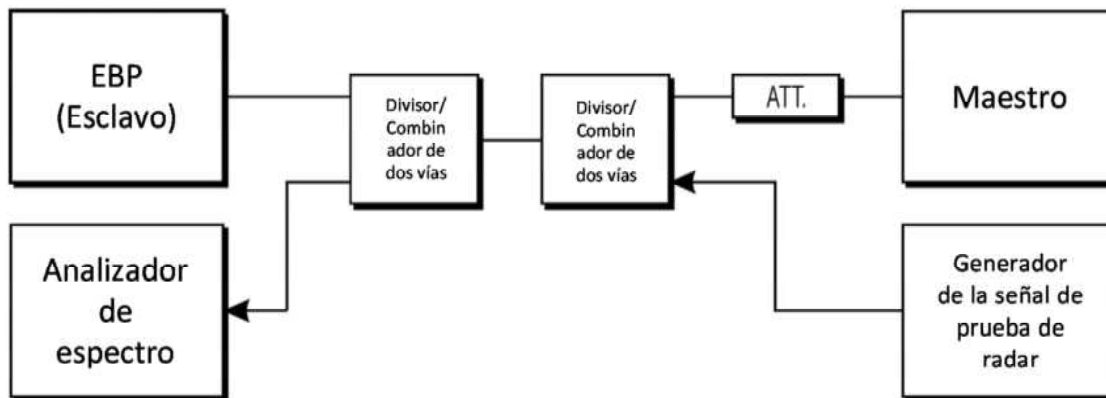 EBP
(Esclavo)
Divisor/
Combin
ador de
dos vías
Divisor/
Combin
ador de
dos vías
ATT.
Maestro
Analizador
de
espectro
Generador
de la señal de
prueba de
radar